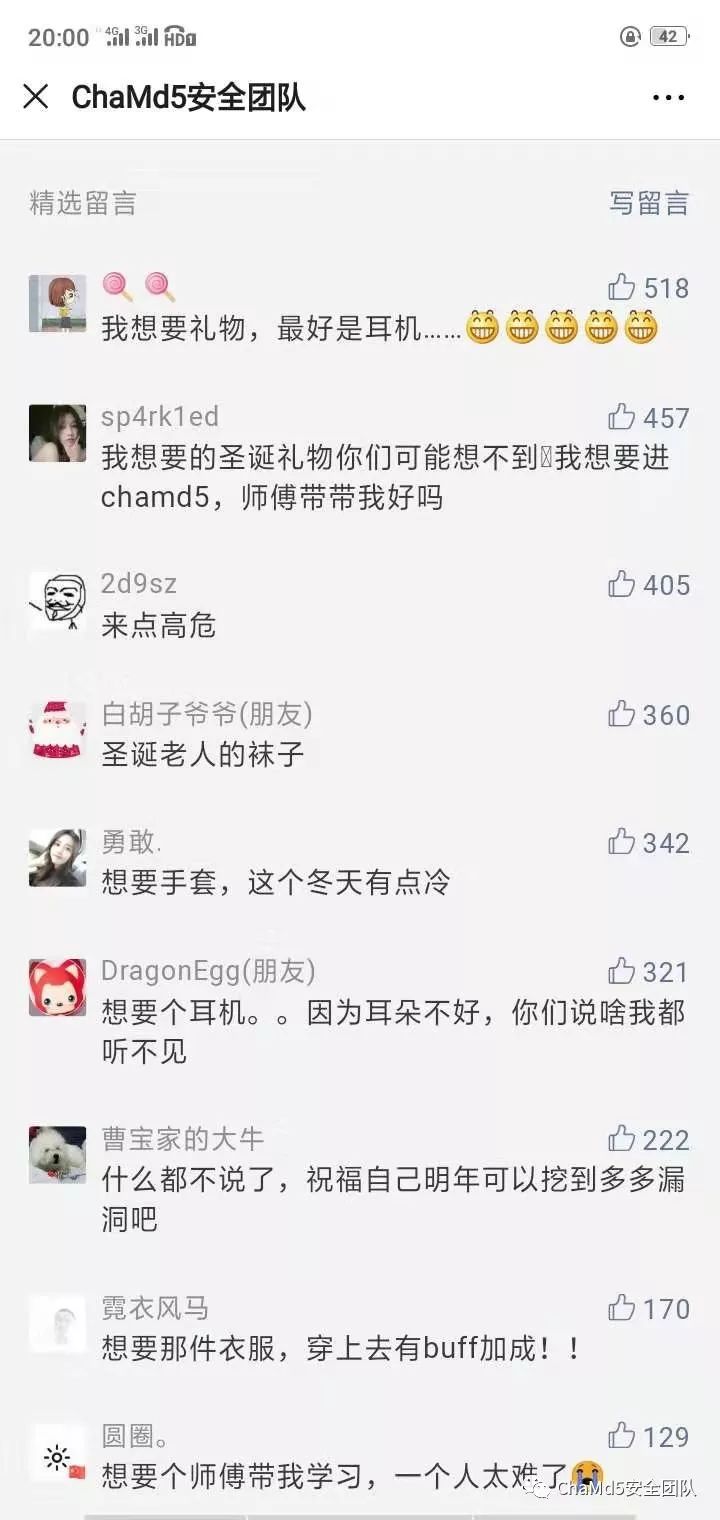 20:00 4G 3G HD 42
ChaMd5安全团队
精选留言 写留言
518
我想要礼物，最好是耳机……
sp4rk1ed 457
我想要的圣诞礼物你们可能想不到我想要进
chamd5，师傅带带我好吗
2d9sz 405
来点高危
白胡子爷爷(朋友) 360
圣诞老人的袜子
勇敢. 342
想要手套，这个冬天有点冷
DragonEgg(朋友) 321
想要个耳机。。因为耳朵不好，你们说啥我都
听不见
曹宝家的大牛 222
什么都不说了，祝福自己明年可以挖到多多漏
洞吧
霓衣风马 170
想要那件衣服，穿上去有buff加成！！
圆圈。 129
想要个师傅带我学习，一个人太难了
ChaMd5安全团队